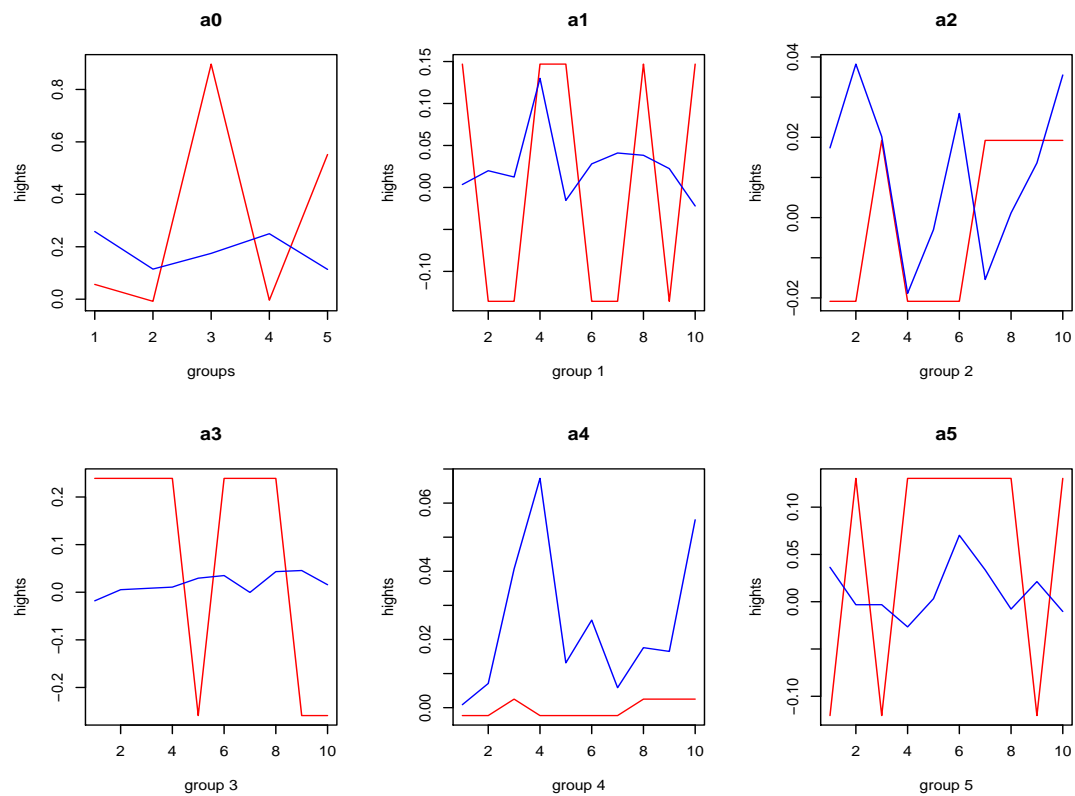 a0
hights
0.8
0.6
0.4
0.2
0.0
1 2 3 4 5
groups
a1
hights
0.15
0.10
0.05
0.00
−0.10
2 4 6 8 10
group 1
a2
hights
0.04
0.02
0.00
−0.02
2 4 6 8 10
group 2
a3
hights
0.2
0.1
0.0
−0.1
−0.2
2 4 6 8 10
group 3
a4
hights
0.06
0.04
0.02
0.00
2 4 6 8 10
group 4
a5
hights
0.10
0.05
0.00
−0.10
2 4 6 8 10
group 5